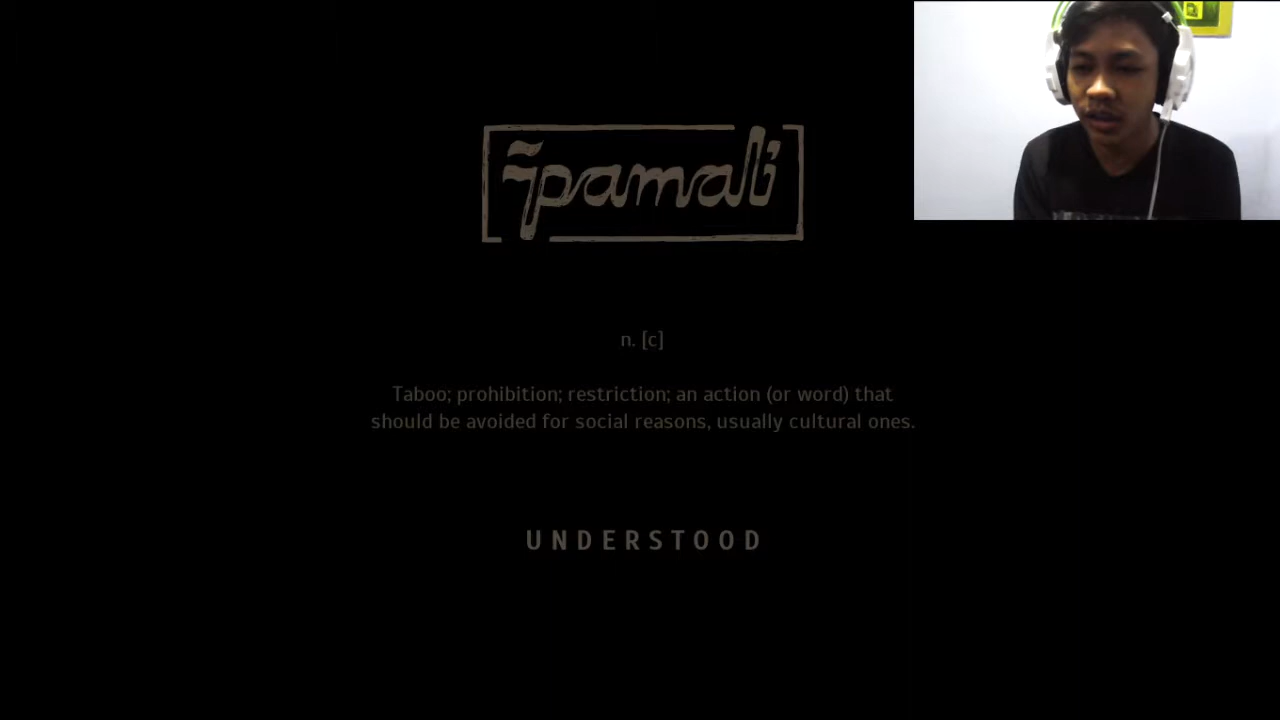 pamali
n. [c]
Taboo; prohibition; restriction; an action (or word) that
should be avoided for social reasons, usually cultural ones.
UNDERSTOOD